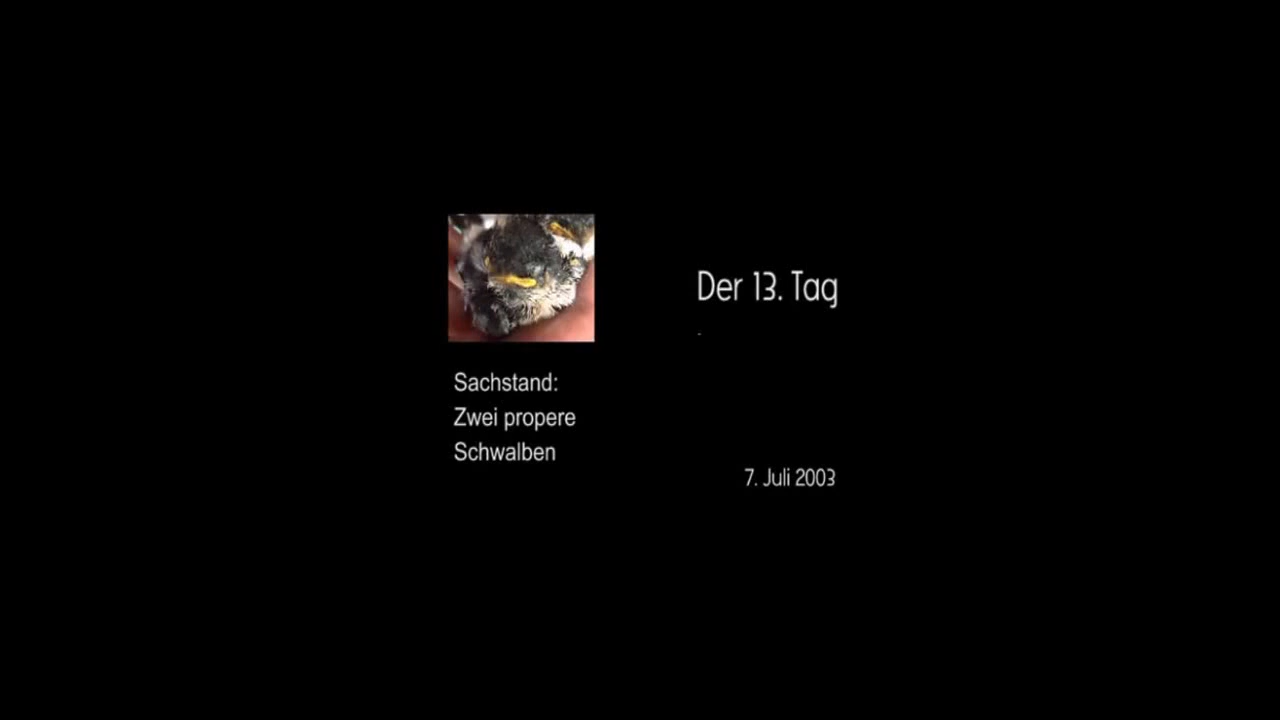 Der 13. Tag
-
Sachstand:
Zwei propere
Schwalben
7. Juli 2003